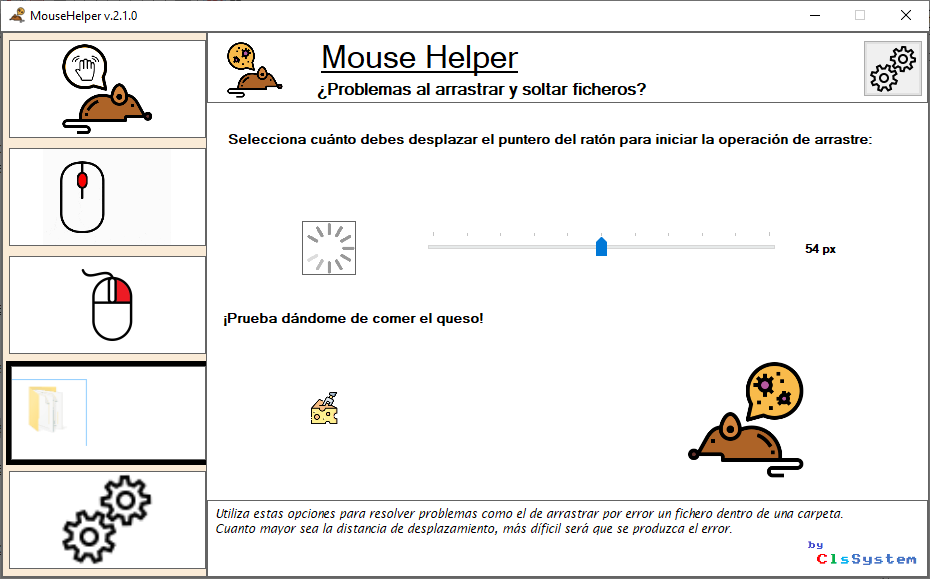 MouseHelper v.2.1.0
Mouse Helper
¿Problemas al arrastrar y soltar ficheros?
Selecciona cuánto debes desplazar el puntero del ratón para iniciar la operación de arrastre:
54 px
¡Prueba dándome de comer el queso!
Utiliza estas opciones para resolver problemas como el de arrastrar por error un fichero dentro de una carpeta.
Cuanto mayor sea la distancia de desplazamiento, más difícil será que se produzca el error.
by
ClsSystem